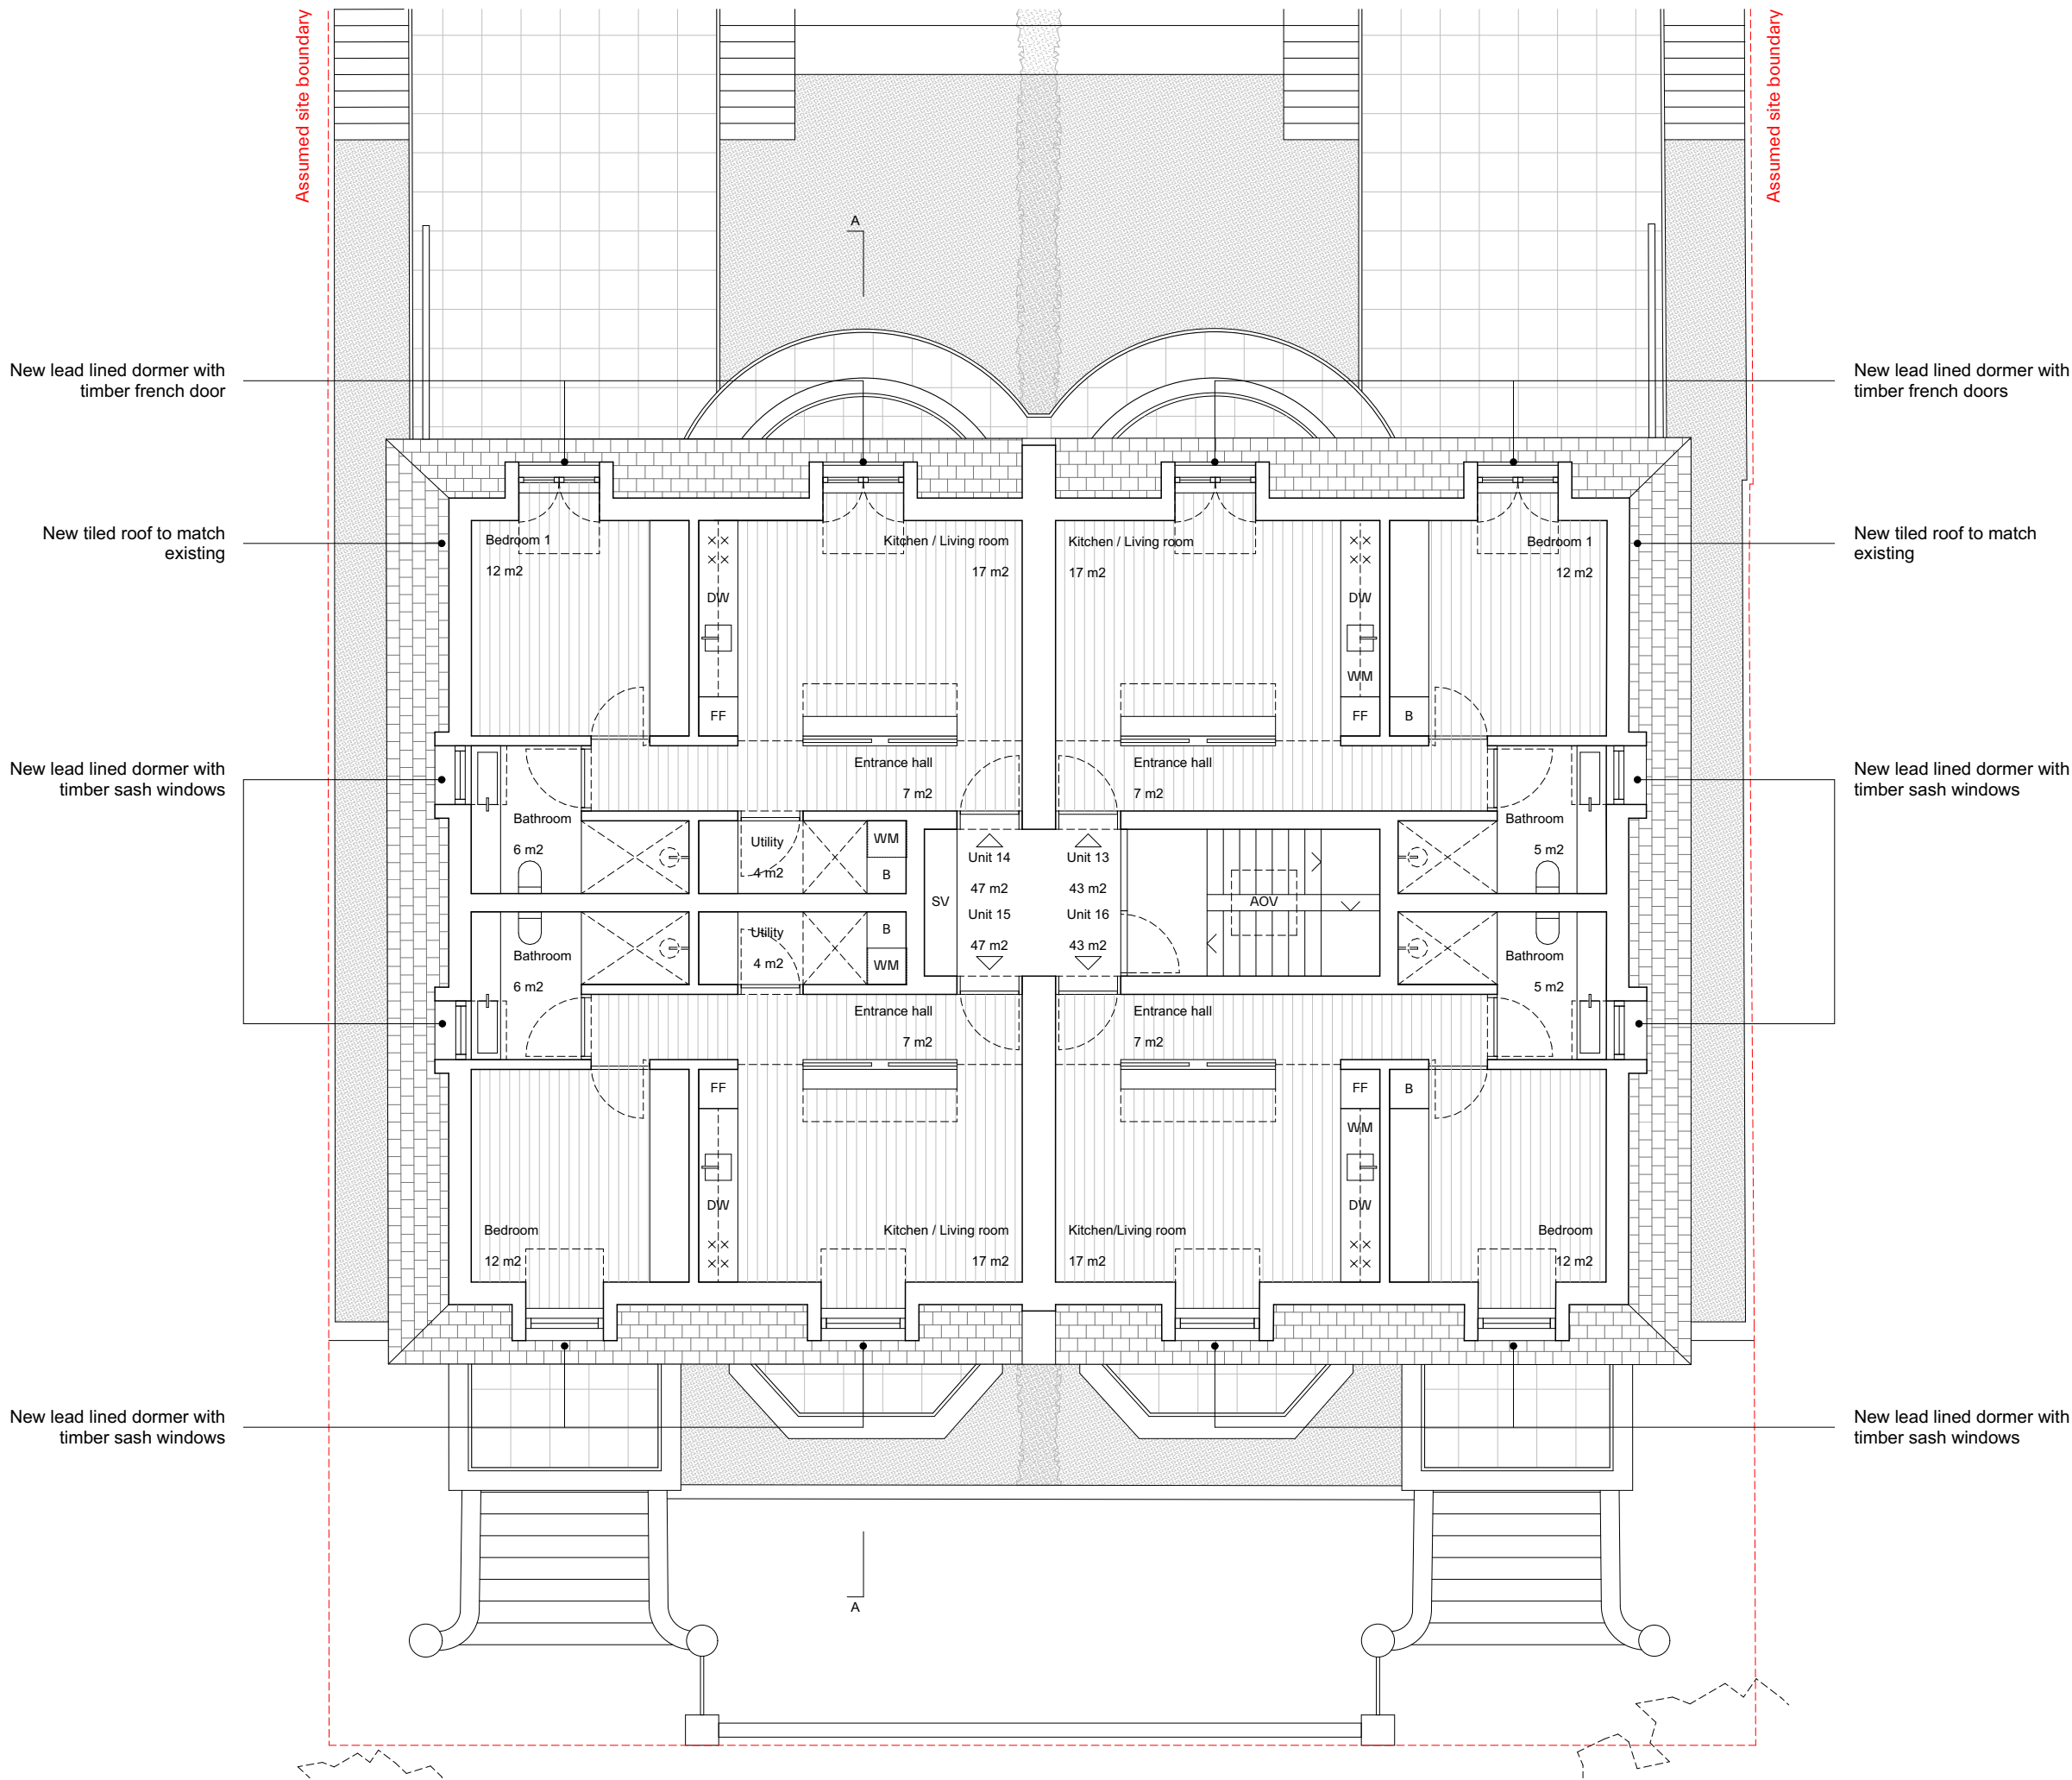 Assumed site boundary
Assumed site boundary
A
New lead lined dormer with
timber french door
New lead lined dormer with
timber french doors
New tiled roof to match
existing
New tiled roof to match
existing
Bedroom 1
12 m2
Kitchen / Living room
17 m2
Kitchen / Living room
17 m2
Bedroom 1
12 m2
DW
DW
WM
FF
FF
B
New lead lined dormer with
timber sash windows
New lead lined dormer with
timber sash windows
Entrance hall
7 m2
Entrance hall
7 m2
Bathroom
6 m2
Utility
4 m2
WM
B
Unit 14
47 m2
Unit 13
43 m2
Bathroom
5 m2
SV
AOV
Unit 15
47 m2
Unit 16
43 m2
Bathroom
6 m2
Utility
4 m2
B
WM
Bathroom
5 m2
Entrance hall
7 m2
Entrance hall
7 m2
FF
FF
B
WM
DW
DW
Bedroom
12 m2
Kitchen / Living room
17 m2
Kitchen/Living room
17 m2
Bedroom
12 m2
New lead lined dormer with
timber sash windows
New lead lined dormer with
timber sash windows
A